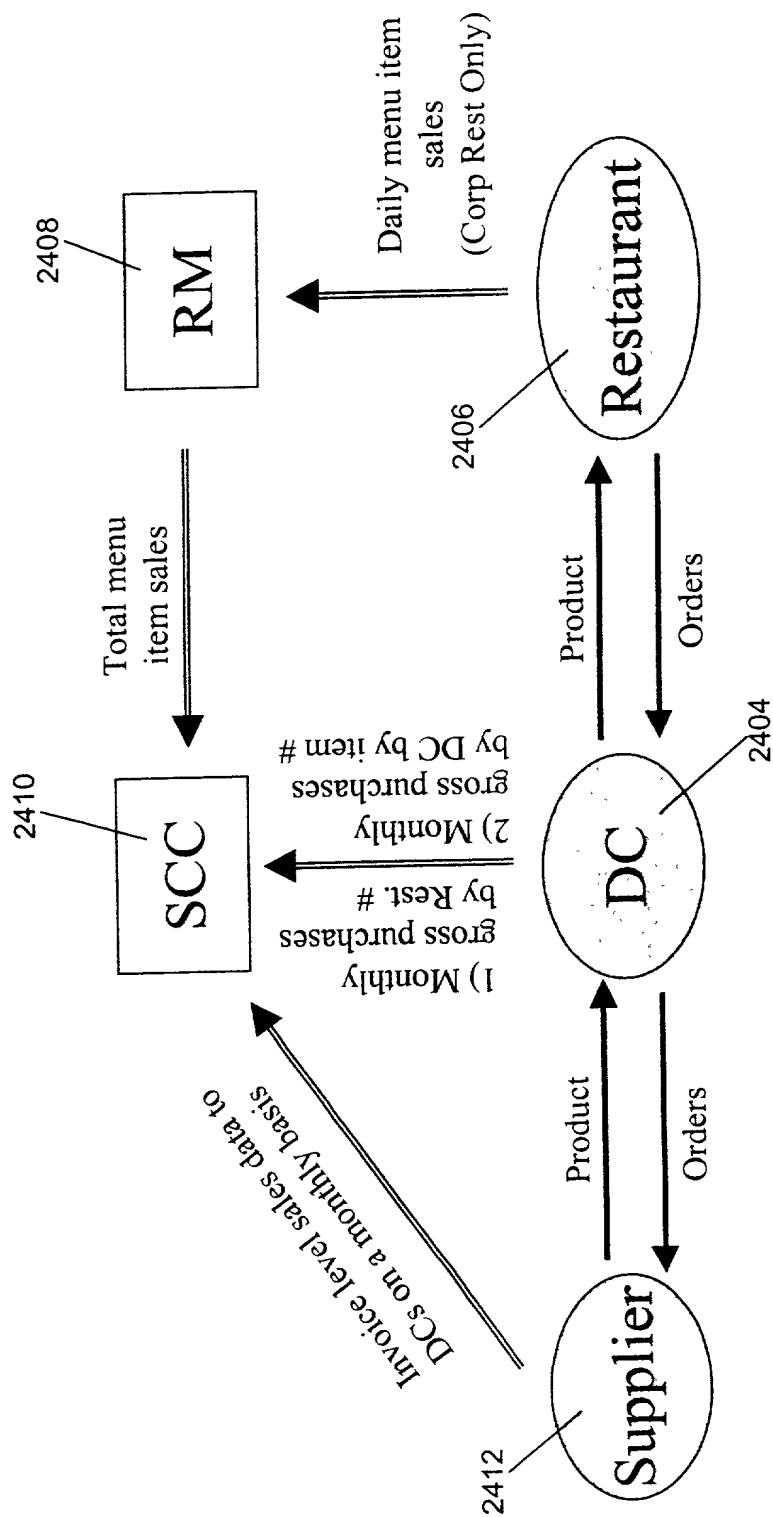 2410
SCC
Total menu
item sales
2408
RM
Invoice level sales data to
DCs on a monthly basis
1) Monthly
gross purchases
by Rest. #
2) Monthly
gross purchases
by DC by item #
Daily menu item
sales
(Corp Rest Only)
2412
Supplier
Product
Orders
DC
2404
Product
Orders
2406
Restaurant